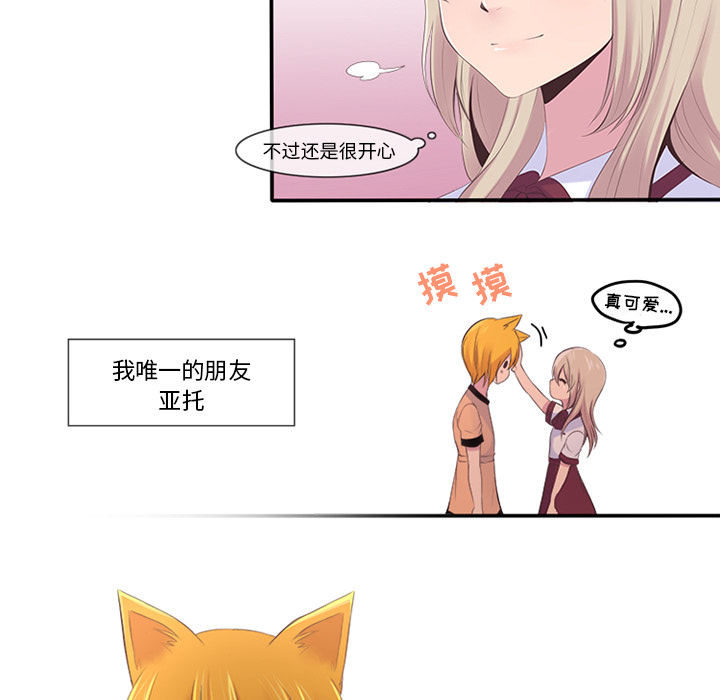 不过还是很开心
摸 摸
真可爱...
我唯一的朋友
亚托